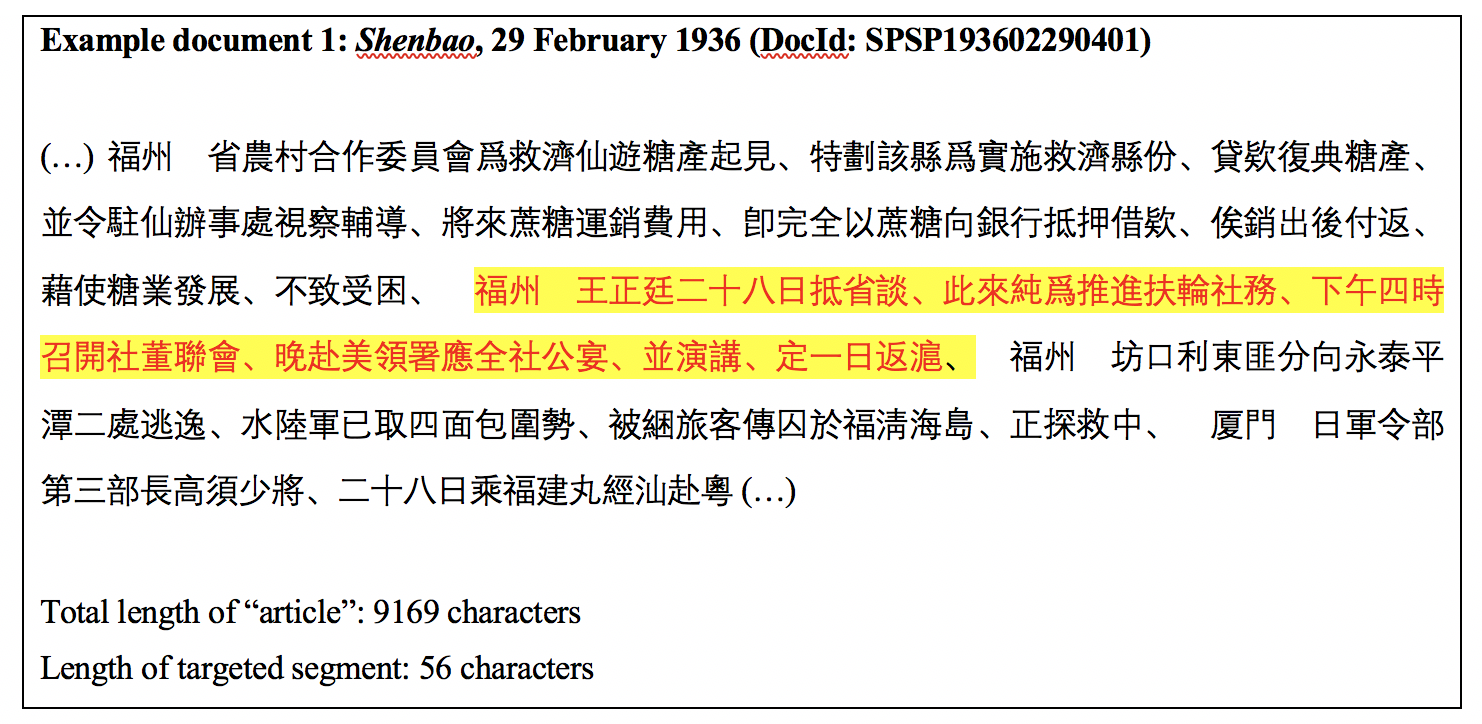 Example document 1: Shenbao, 29 February 1936 (DocId: SPSP193602290401)
(…) 福州　省農村合作委員會爲救濟仙遊糖產起見、特劃該縣爲實施救濟縣份、貸欵復典糖產、
並令駐仙辦事處視察輔導、將來蔗糖運銷費用、卽完全以蔗糖向銀行抵押借欵、俟銷出後付返、
藉使糖業發展、不致受困、　福州　王正廷二十八日抵省談、此來純爲推進扶輪社務、下午四時
召開社董聯會、晚赴美領署應全社公宴、並演講、定一日返滬、　福州　坊口利東匪分向永泰平
潭二處逃逸、水陸軍已取四面包圍勢、被綑旅客傳囚於福淸海島、正探救中、　厦門　日軍令部
第三部長高須少將、二十八日乘福建丸經汕赴粵 (…)
Total length of “article”: 9169 characters
Length of targeted segment: 56 characters